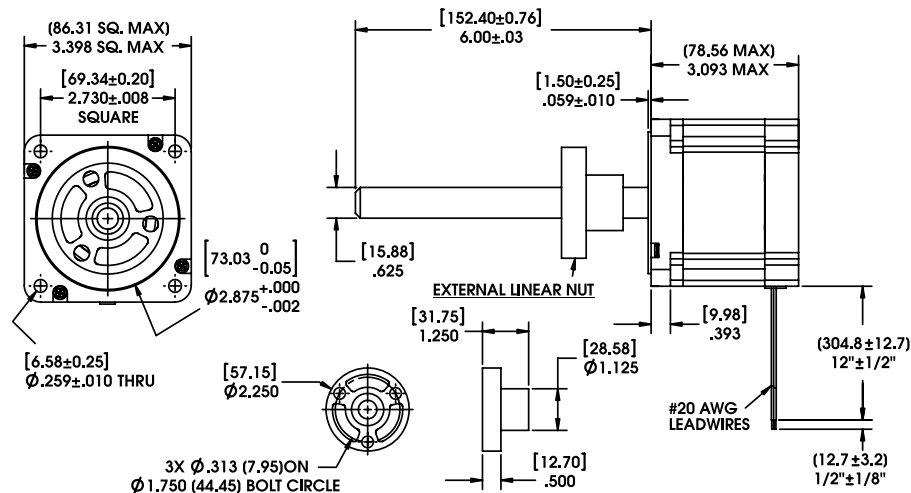 (86.31 SQ. MAX)
3.398 SQ. MAX
[69.34±0.20]
2.730±.008
SQUARE
[152.40±0.76]
6.00±.03
(78.56 MAX)
3.093 MAX
[1.50±0.25]
.059±.010
[73.03 0 -0.05]
Ø2.875 +.000 -.002
[15.88]
.625
EXTERNAL LINEAR NUT
[6.58±0.25]
Ø.259±.010 THRU
[31.75]
1.250
[9.98]
.393
[57.15]
Ø2.250
[28.58]
Ø1.125
(304.8±12.7)
12"±1/2"
#20 AWG
LEADWIRES
3X Ø.313 (7.95)ON
Ø1.750 (44.45) BOLT CIRCLE
[12.70]
.500
(12.7±3.2)
1/2"±1/8"